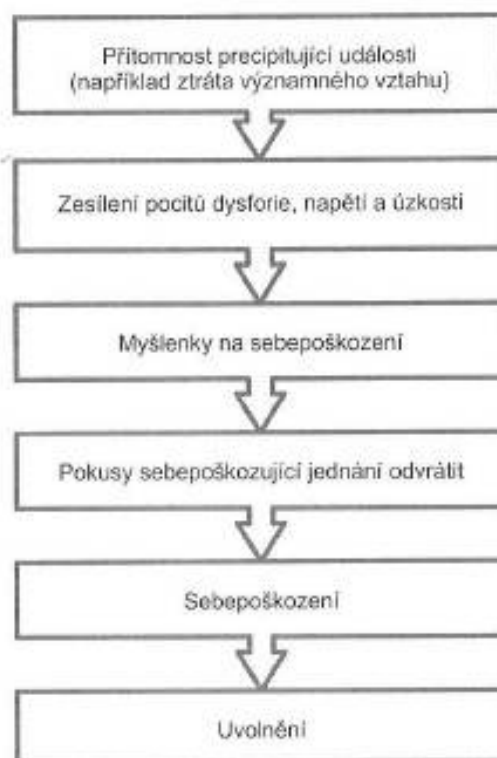 Přítomnost precipitující události
(například ztráta významného vztahu)
Zesílení pocitů dysforie, napětí a úzkosti
Myšlenky na sebepoškození
Pokusy sebepoškozující jednání odvrátit
Sebepoškození
Uvolnění